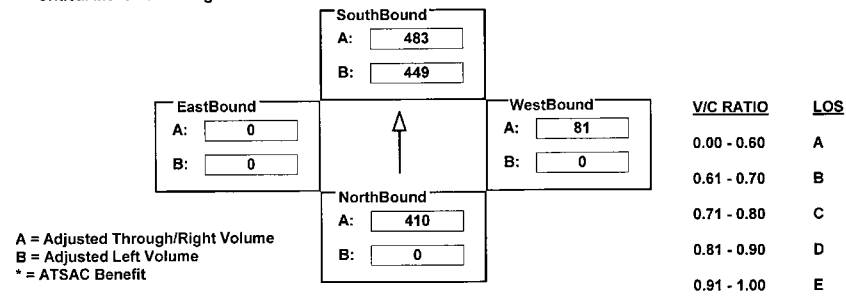 SouthBound
A: 483
B: 449
EastBound
A: 0
B: 0
WestBound
A: 81
B: 0
NorthBound
A: 410
B: 0
A = Adjusted Through/Right Volume
B = Adjusted Left Volume
* = ATSAC Benefit
V/C RATIO LOS
0.00 - 0.60 A
0.61 - 0.70 B
0.71 - 0.80 C
0.81 - 0.90 D
0.91 - 1.00 E